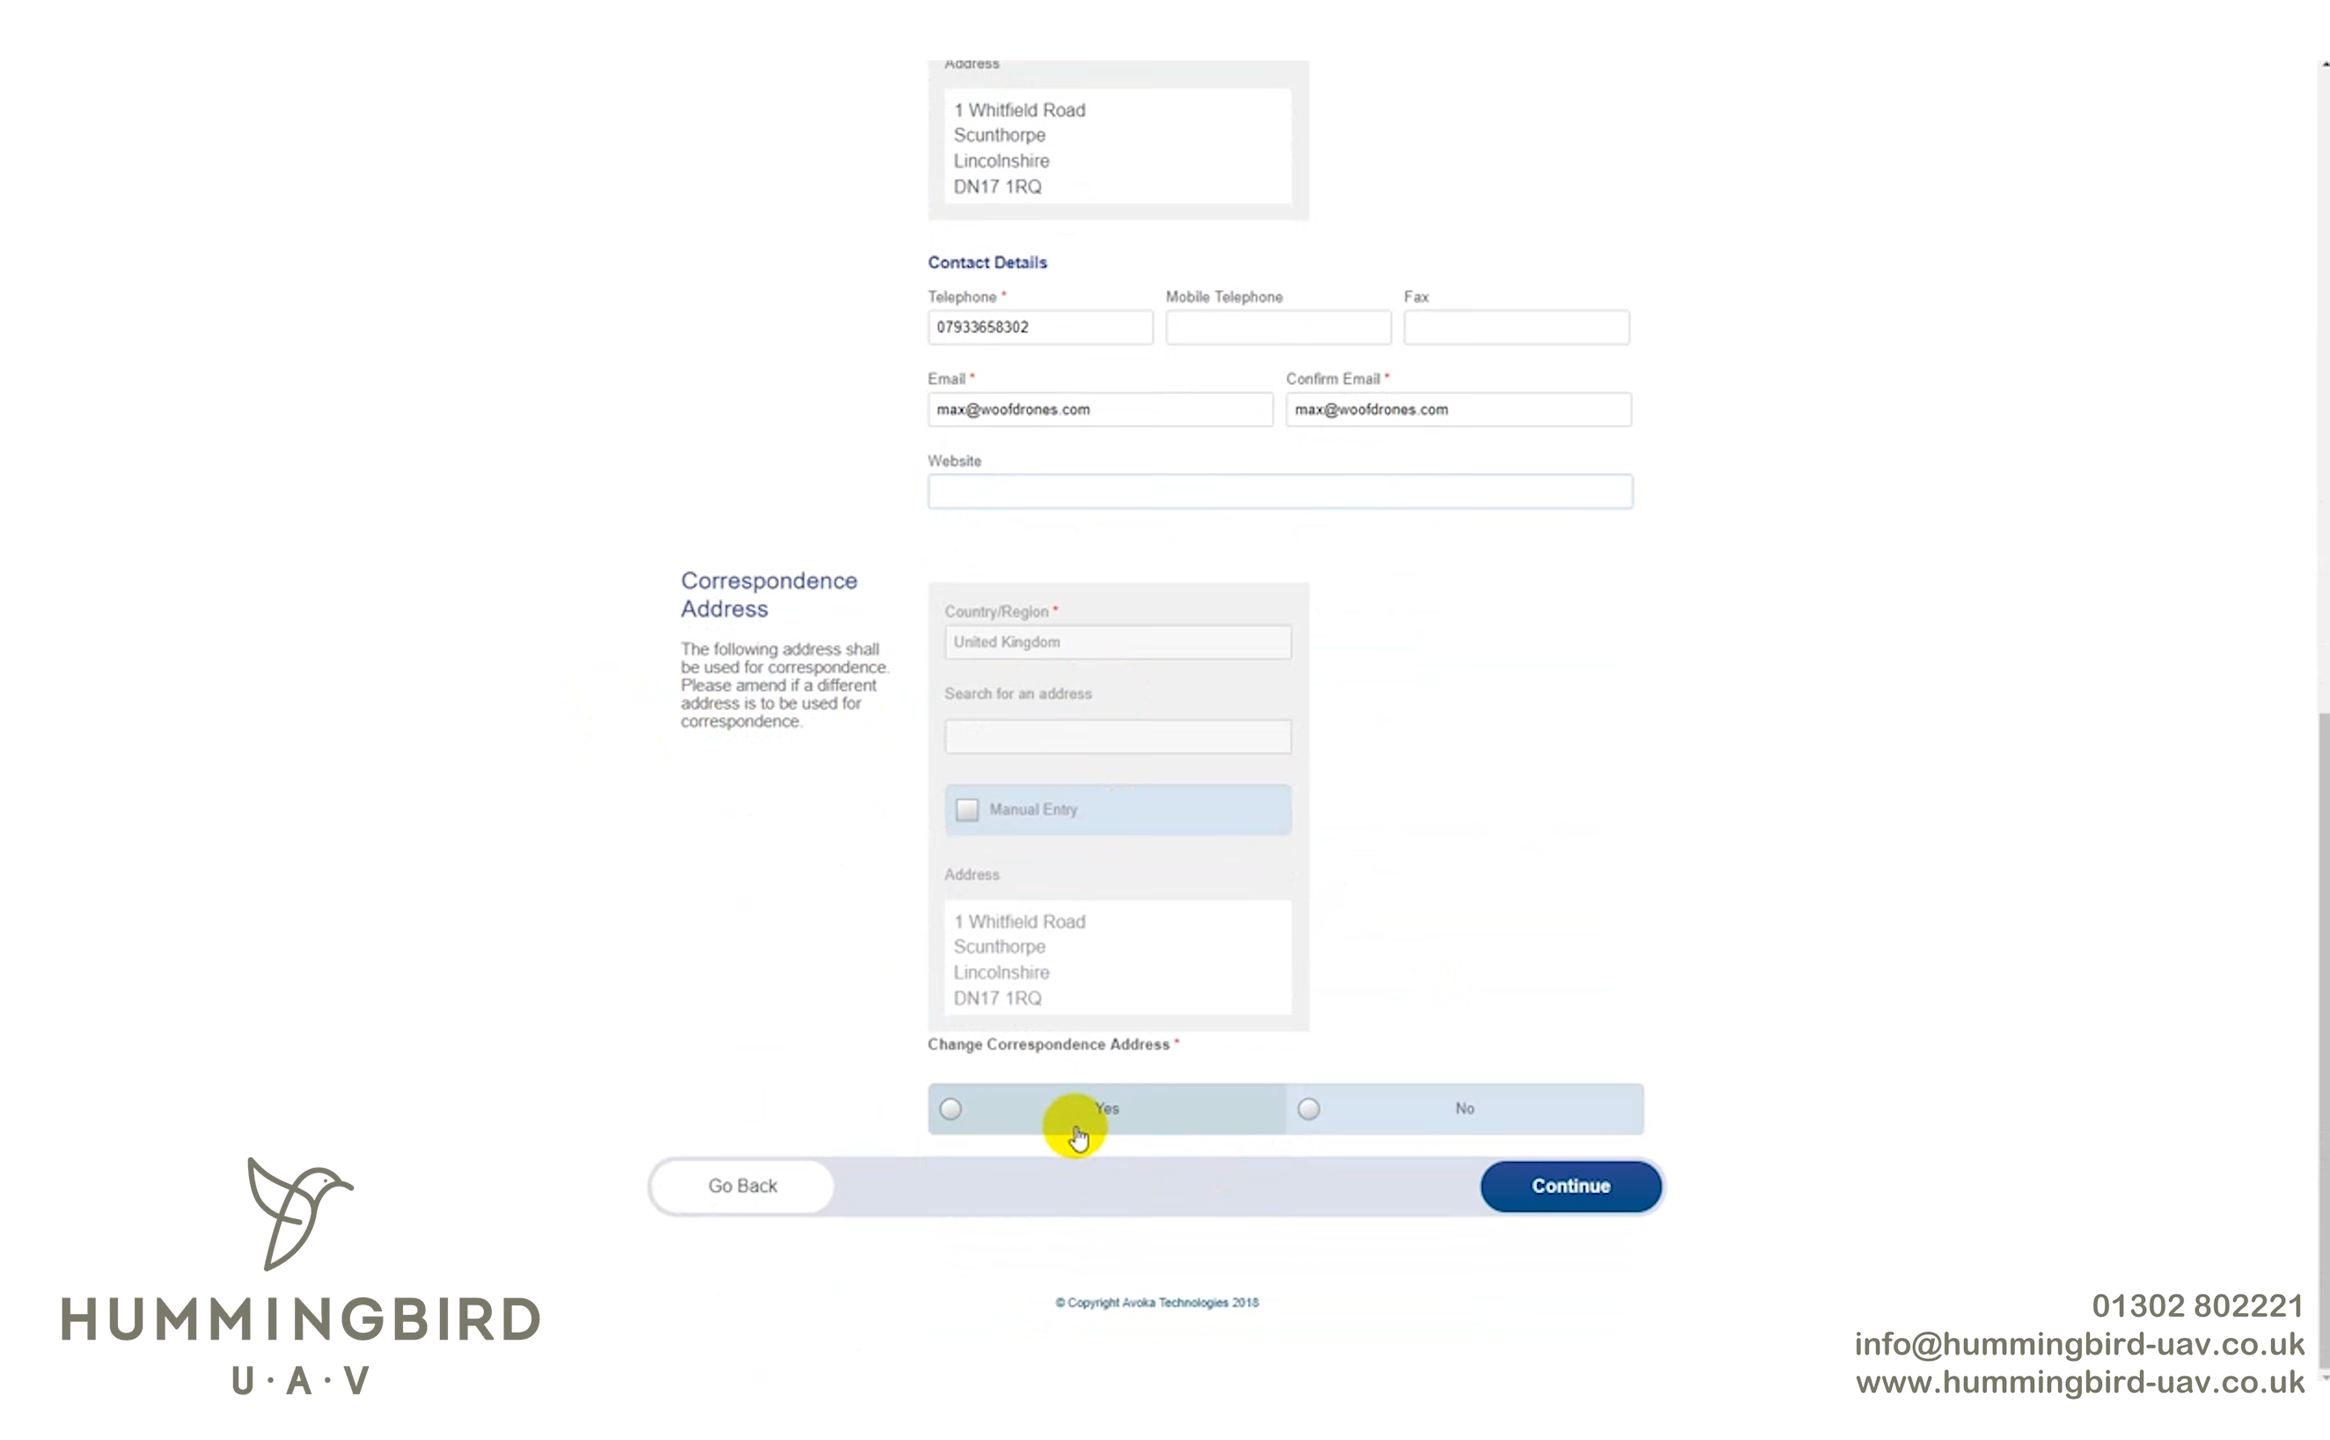 Address
1 Whitfield Road
Scunthorpe
Lincolnshire
DN17 1RQ
Contact Details
Telephone * Mobile Telephone Fax
07933658302
Email * Confirm Email *
max@woofdrones.com max@woofdrones.com
Website
Correspondence
Address
The following address shall
be used for correspondence.
Please amend if a different
address is to be used for
correspondence.
Country/Region *
United Kingdom
Search for an address
Manual Entry
Address
1 Whitfield Road
Scunthorpe
Lincolnshire
DN17 1RQ
Change Correspondence Address *
Yes No
Go Back Continue
© Copyright Avoka Technologies 2018
HUMMINGBIRD
U·A·V
01302 802221
info@hummingbird-uav.co.uk
www.hummingbird-uav.co.uk